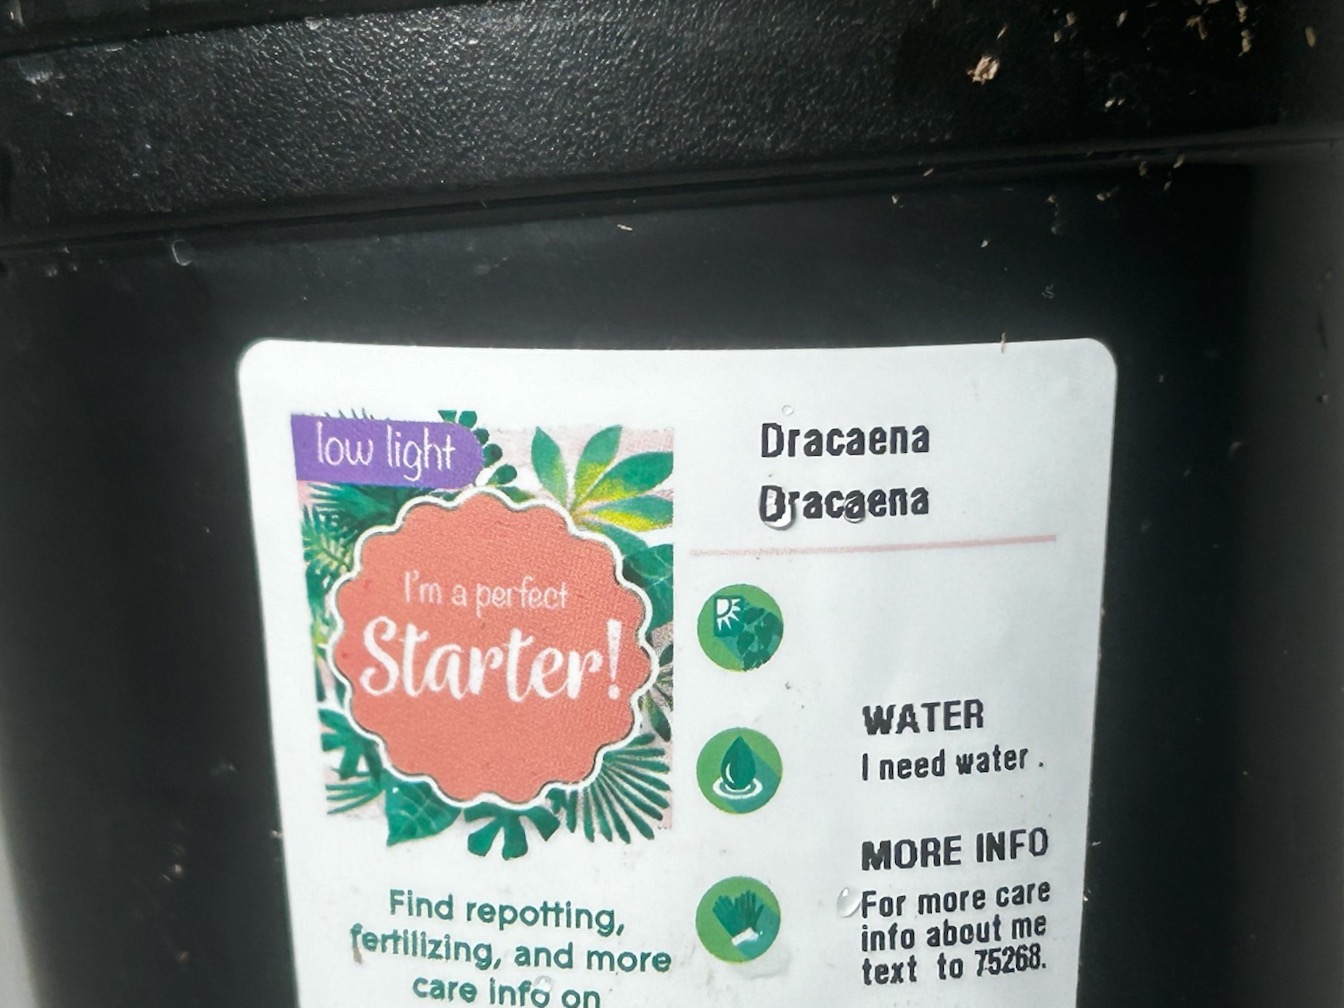 low light
I'm a perfect
Starter!
Find repotting,
fertilizing, and more
care info on
Dracaena
Dracaena
WATER
I need water .
MORE INFO
For more care
info about me
text to 75268.